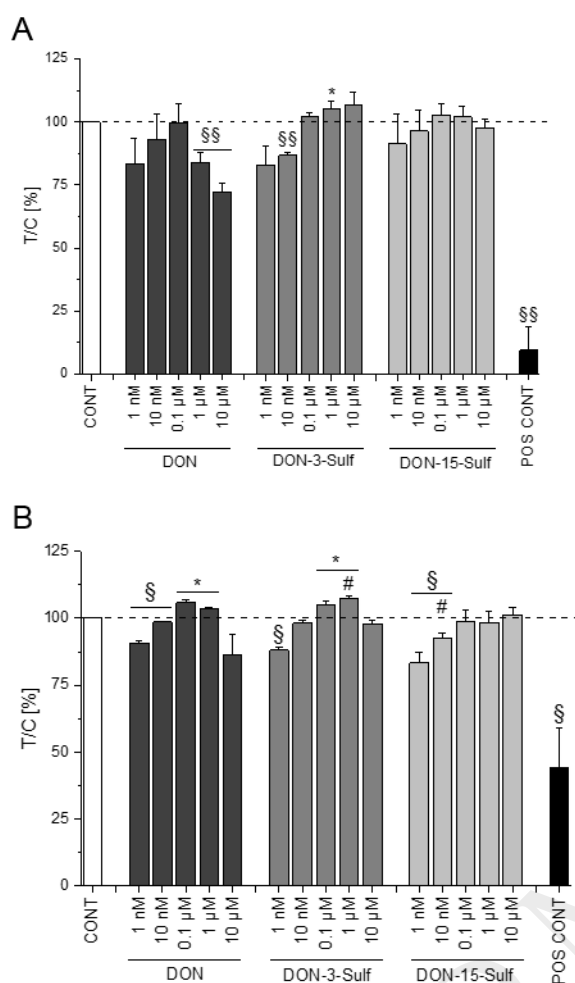 A
T/C [%]
125
100
75
50
25
0
§§
§§
*
§§
CONT
1 nM
10 nM
0.1 µM
1 µM
10 µM
1 nM
10 nM
0.1 µM
1 µM
10 µM
1 nM
10 nM
0.1 µM
1 µM
10 µM
POS CONT
DON
DON-3-Sulf
DON-15-Sulf
B
T/C [%]
125
100
75
50
25
0
§
*
§
*
#
§
#
§
CONT
1 nM
10 nM
0.1 µM
1 µM
10 µM
1 nM
10 nM
0.1 µM
1 µM
10 µM
1 nM
10 nM
0.1 µM
1 µM
10 µM
POS CONT
DON
DON-3-Sulf
DON-15-Sulf